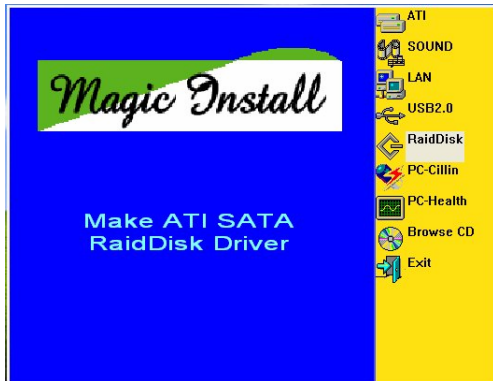 Magic Install
Make ATI SATA
RaidDisk Driver
ATI
SOUND
LAN
USB2.0
RaidDisk
PC-Cillin
PC-Health
Browse CD
Exit